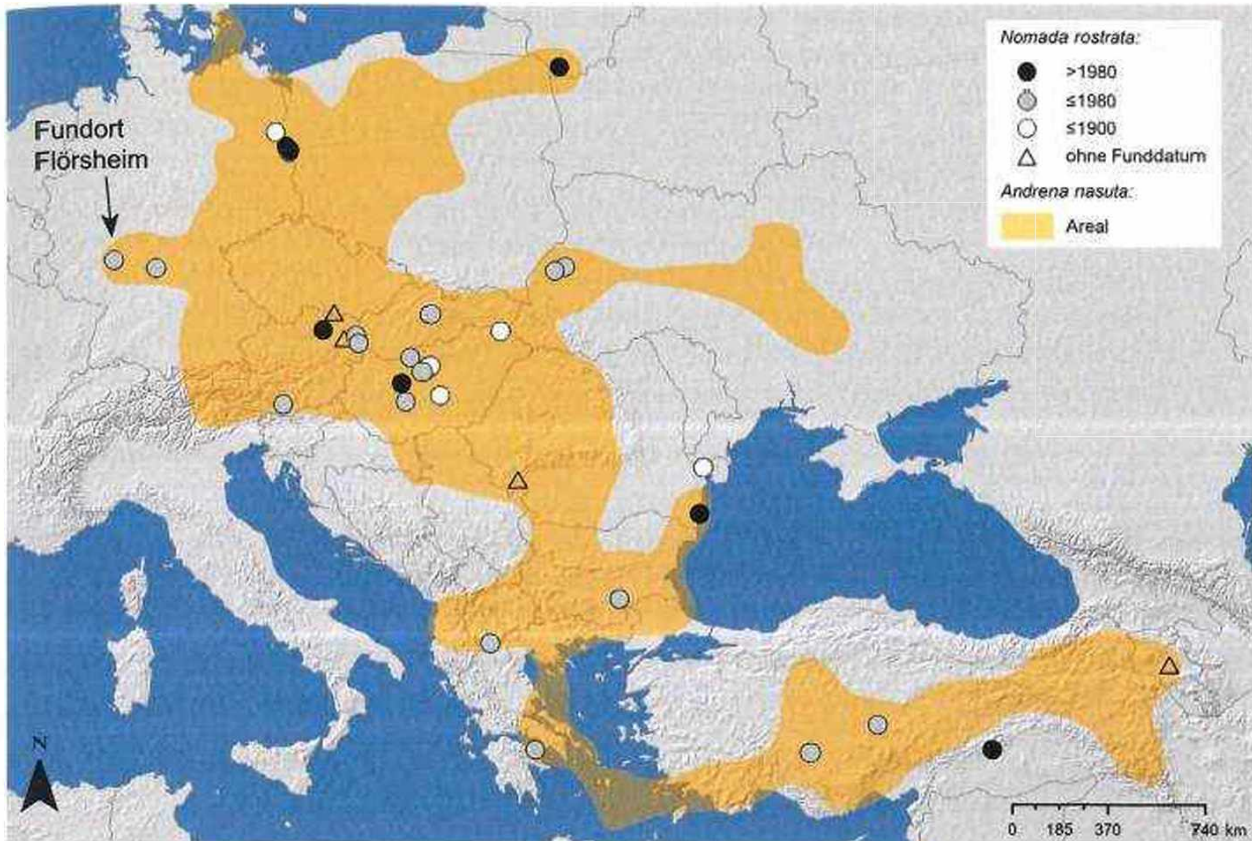 Nomada rostrata:
>1980
≤1980
≤1900
ohne Funddatum
Andrena nasuta:
Areal
Fundort
Flörsheim
N
0 185 370 740 km